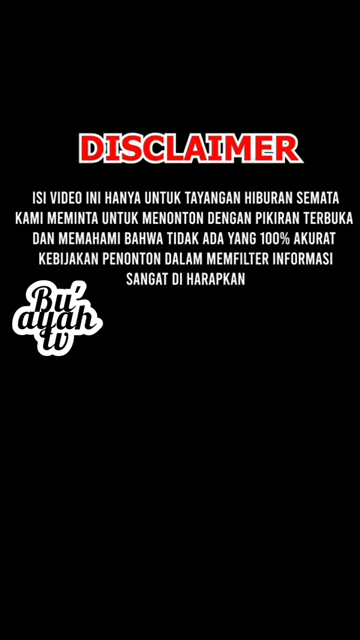 DISCLAIMER
ISI VIDEO INI HANYA UNTUK TAYANGAN HIBURAN SEMATA
KAMI MEMINTA UNTUK MENONTON DENGAN PIKIRAN TERBUKA
DAN MEMAHAMI BAHWA TIDAK ADA YANG 100% AKURAT
KEBIJAKAN PENONTON DALAM MEMFILTER INFORMASI
SANGAT DI HARAPKAN
Bu'
ayah
tv